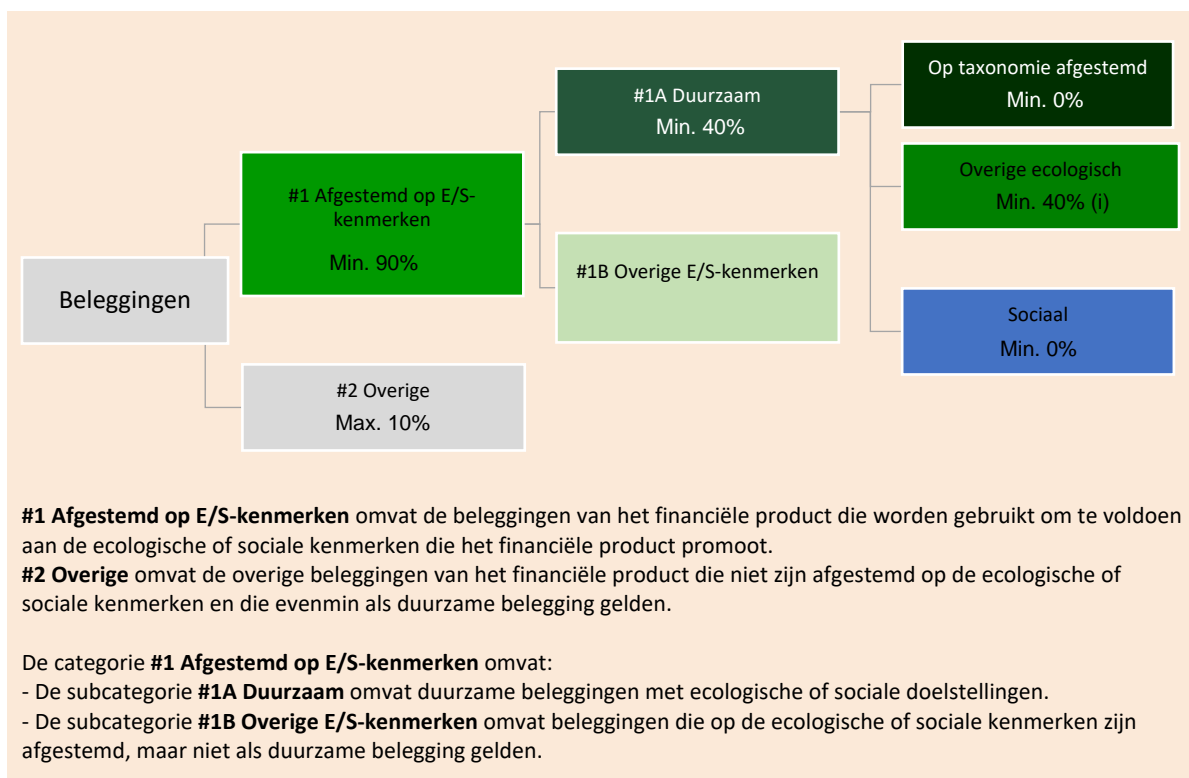 Beleggingen
#1 Afgestemd op E/S-
kenmerken
Min. 90%
#2 Overige
Max. 10%
#1A Duurzaam
Min. 40%
#1B Overige E/S-kenmerken
Op taxonomie afgestemd
Min. 0%
Overige ecologisch
Min. 40% (i)
Sociaal
Min. 0%
#1 Afgestemd op E/S-kenmerken omvat de beleggingen van het financiële product die worden gebruikt om te voldoen
aan de ecologische of sociale kenmerken die het financiële product promoot.
#2 Overige omvat de overige beleggingen van het financiële product die niet zijn afgestemd op de ecologische of
sociale kenmerken en die evenmin als duurzame belegging gelden.
De categorie #1 Afgestemd op E/S-kenmerken omvat:
- De subcategorie #1A Duurzaam omvat duurzame beleggingen met ecologische of sociale doelstellingen.
- De subcategorie #1B Overige E/S-kenmerken omvat beleggingen die op de ecologische of sociale kenmerken zijn
afgestemd, maar niet als duurzame belegging gelden.